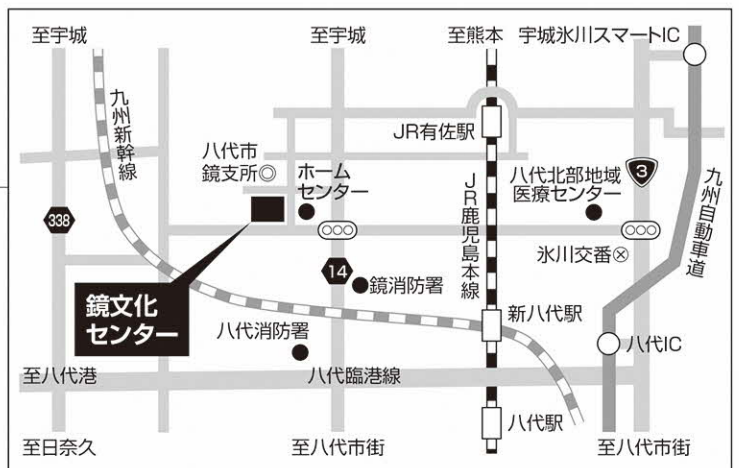 至宇城
至宇城
至熊本
宇城氷川スマートIC
九州新幹線
JR有佐駅
八代市
鏡支所
ホーム
センター
JR鹿児島本線
八代北部地域
医療センター
3
九州自動車道
338
氷川交番
14
鏡消防署
鏡文化
センター
新八代駅
八代消防署
八代IC
至八代港
八代臨港線
八代駅
至日奈久
至八代市街
至八代市街